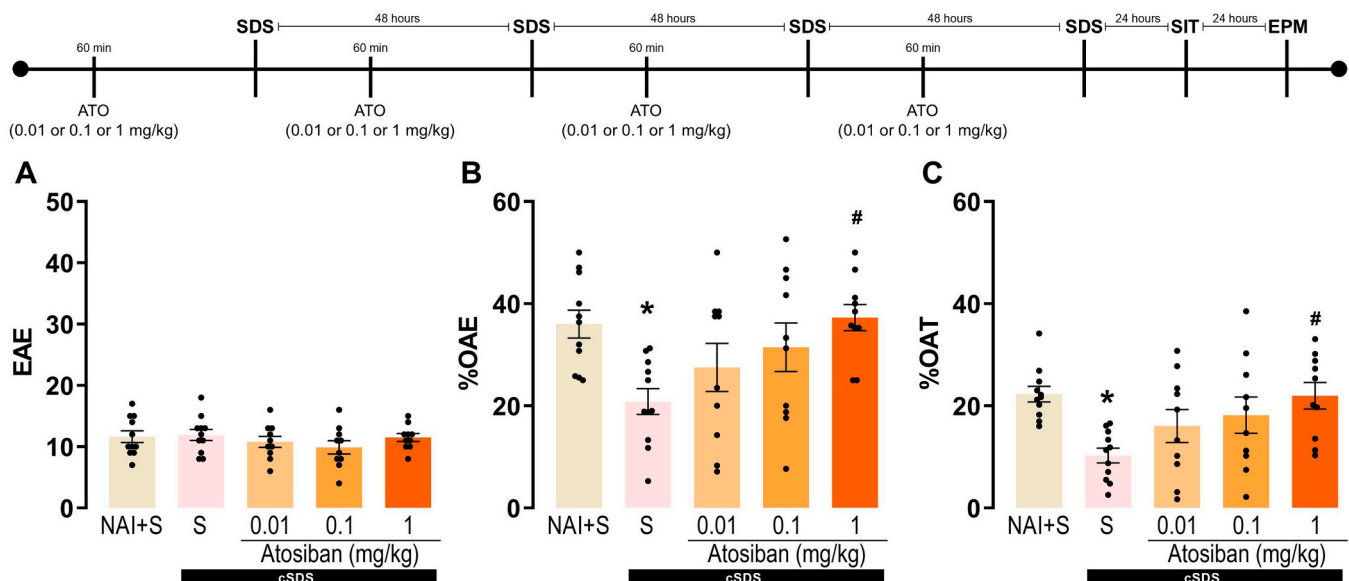 48 hours 48 hours 48 hours 24 hours 24 hours
SDS SDS SDS SDS SIT EPM
60 min 60 min 60 min 60 min
ATO ATO ATO ATO
(0.01 or 0.1 or 1 mg/kg) (0.01 or 0.1 or 1 mg/kg) (0.01 or 0.1 or 1 mg/kg) (0.01 or 0.1 or 1 mg/kg)
A
EAE
50
40
30
20
10
0
NAI+S S 0.01 0.1 1
Atosiban (mg/kg)
cSDS
B
%OAE
60
40
20
0
*
#
NAI+S S 0.01 0.1 1
Atosiban (mg/kg)
cSDS
C
%OAT
60
40
20
0
*
#
NAI+S S 0.01 0.1 1
Atosiban (mg/kg)
cSDS